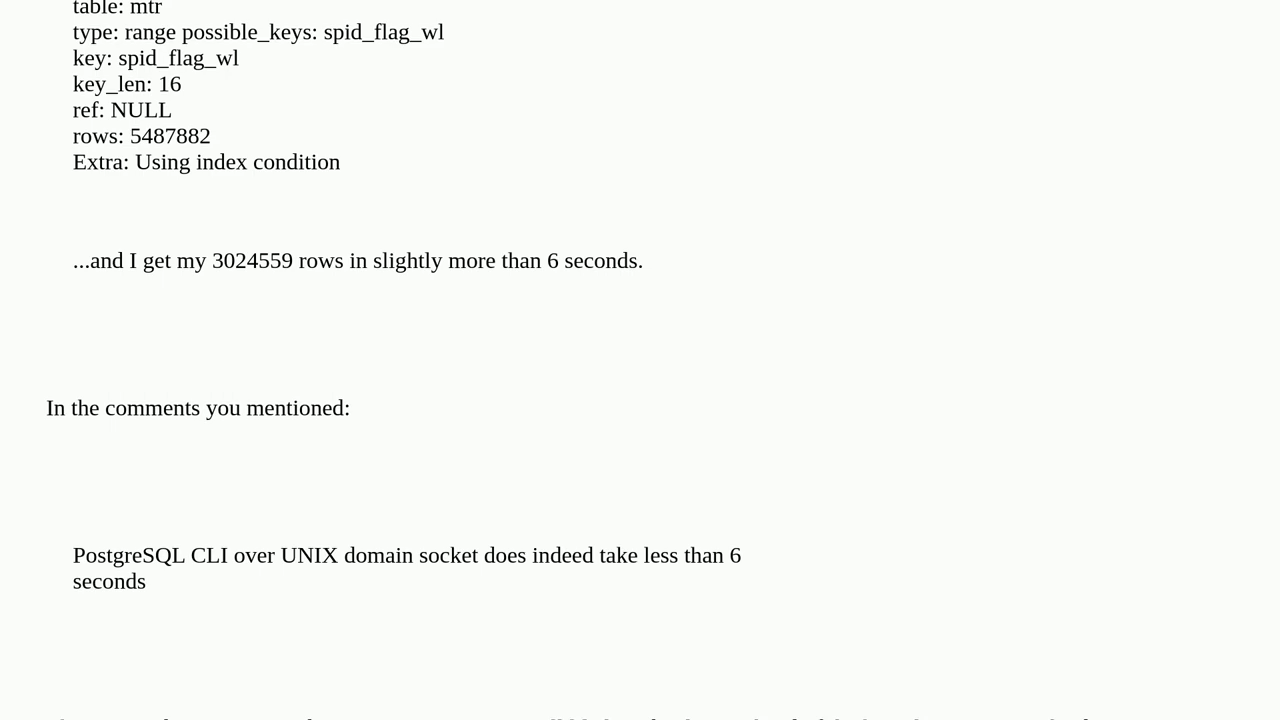 table: mtr
type: range possible_keys: spid_flag_wl
key: spid_flag_wl
key_len: 16
ref: NULL
rows: 5487882
Extra: Using index condition
...and I get my 3024559 rows in slightly more than 6 seconds.
In the comments you mentioned:
PostgreSQL CLI over UNIX domain socket does indeed take less than 6
seconds